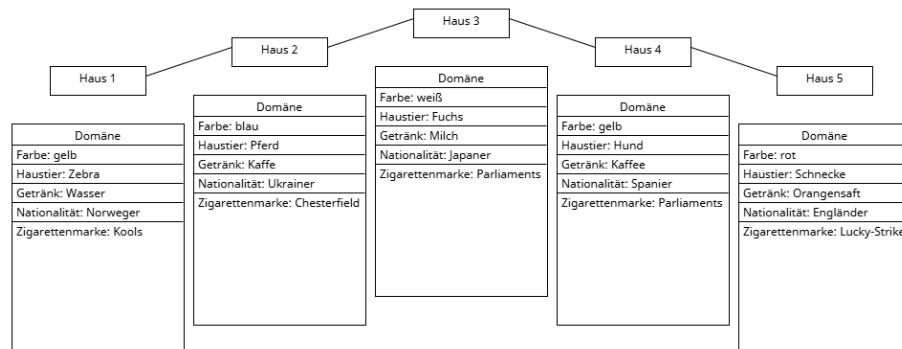 Haus 1
Haus 2
Haus 3
Haus 4
Haus 5
Domäne
Farbe: gelb
Haustier: Zebra
Getränk: Wasser
Nationalität: Norweger
Zigarettenmarke: Kools
Domäne
Farbe: blau
Haustier: Pferd
Getränk: Kaffe
Nationalität: Ukrainer
Zigarettenmarke: Chesterfield
Domäne
Farbe: weiß
Haustier: Fuchs
Getränk: Milch
Nationalität: Japaner
Zigarettenmarke: Parliaments
Domäne
Farbe: gelb
Haustier: Hund
Getränk: Kaffee
Nationalität: Spanier
Zigarettenmarke: Parliaments
Domäne
Farbe: rot
Haustier: Schnecke
Getränk: Orangensaft
Nationalität: Engländer
Zigarettenmarke: Lucky-Strike